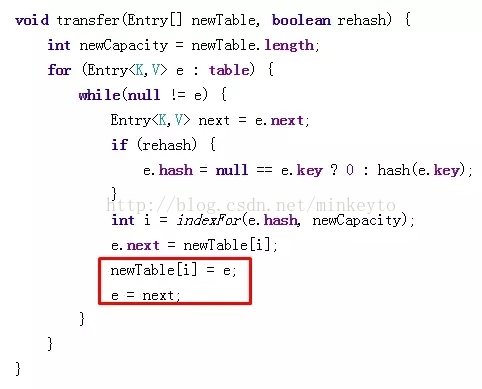 void transfer(Entry[] newTable, boolean rehash) {
    int newCapacity = newTable.length;
    for (Entry<K,V> e : table) {
        while(null != e) {
            Entry<K,V> next = e.next;
            if (rehash) {
                e.hash = null == e.key ? 0 : hash(e.key);
            }
http://blog.csdn.net/minkeyto
            int i = indexFor(e.hash, newCapacity);
            e.next = newTable[i];
            newTable[i] = e;
            e = next;
        }
    }
}